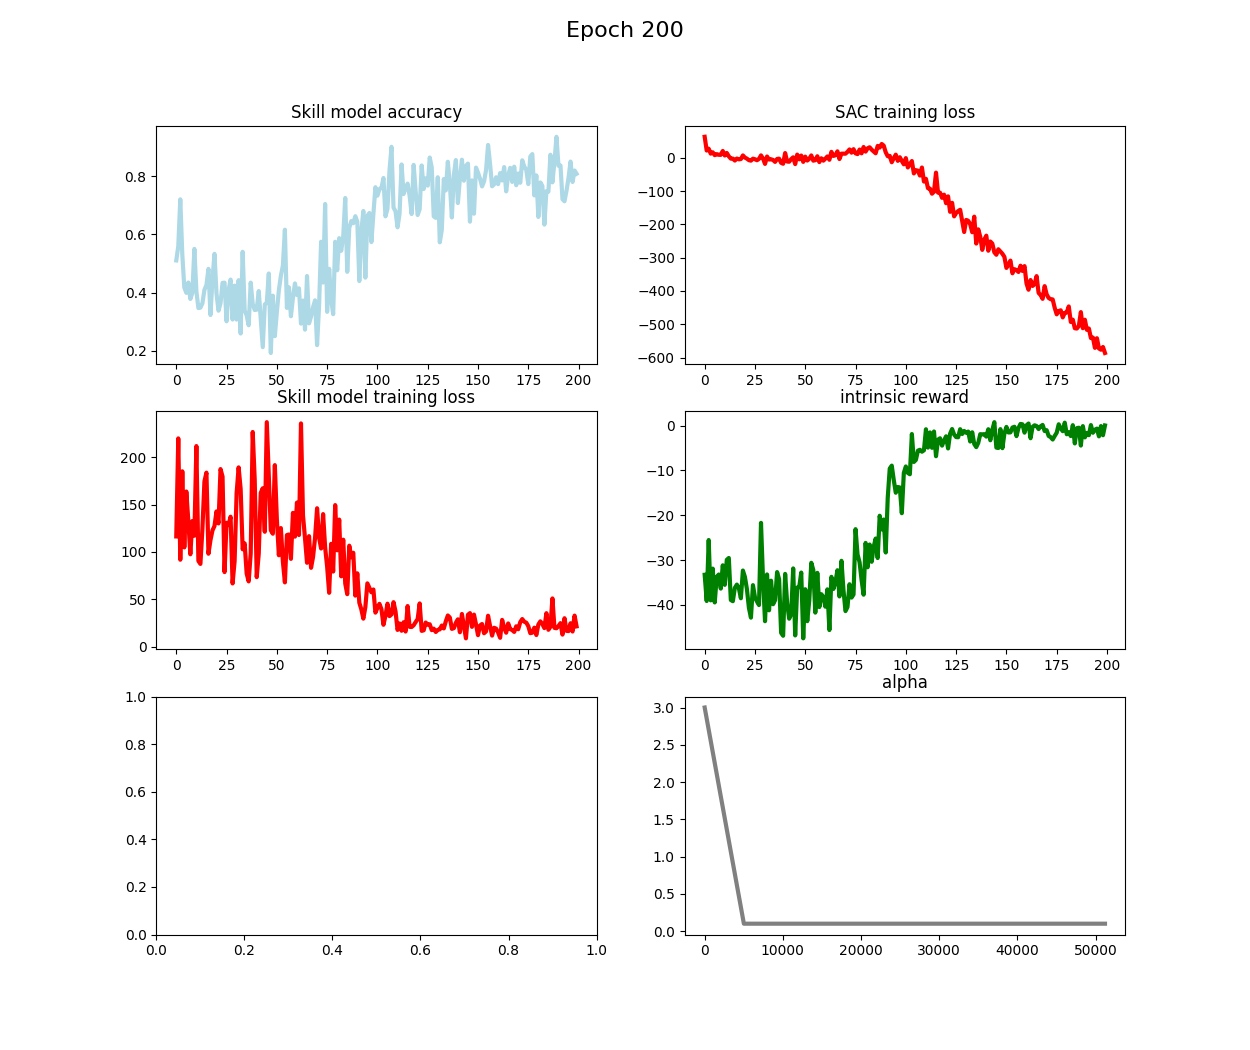 Epoch 200
Skill model accuracy
0.8
0.6
0.4
0.2
0 25 50 75 100 125 150 175 200
SAC training loss
0
−100
−200
−300
−400
−500
−600
0 25 50 75 100 125 150 175 200
Skill model training loss
200
150
100
50
0
0 25 50 75 100 125 150 175 200
intrinsic reward
0
−10
−20
−30
−40
0 25 50 75 100 125 150 175 200
1.0
0.8
0.6
0.4
0.2
0.0
0.0 0.2 0.4 0.6 0.8 1.0
alpha
3.0
2.5
2.0
1.5
1.0
0.5
0.0
0 10000 20000 30000 40000 50000